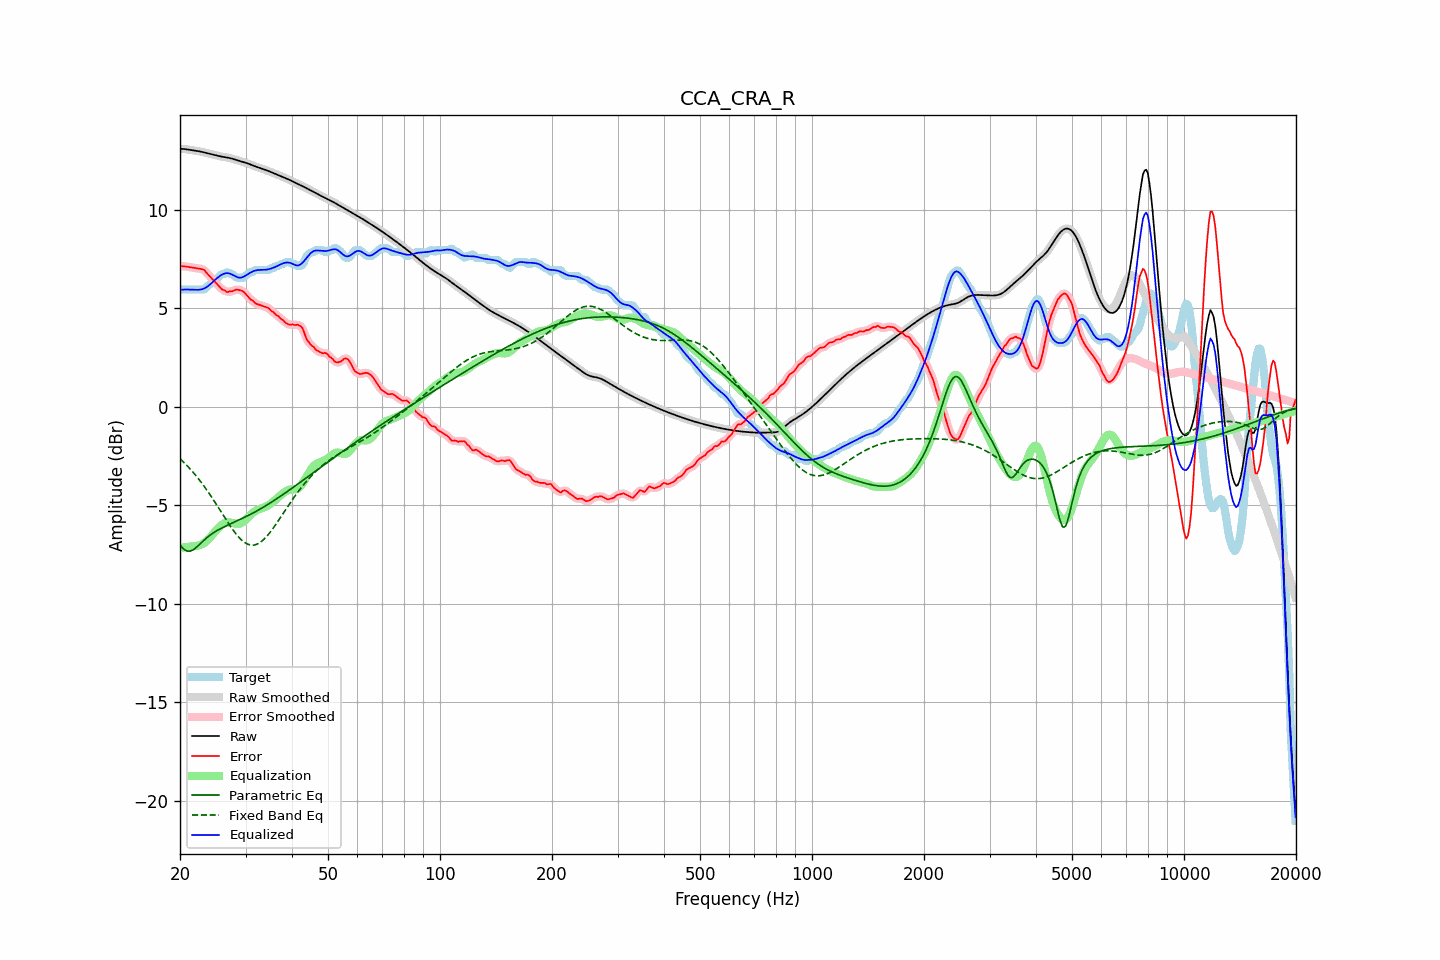 CCA_CRA_R
Amplitude (dBr)
10
5
0
−5
−10
−15
−20
Target
Raw Smoothed
Error Smoothed
Raw
Error
Equalization
Parametric Eq
Fixed Band Eq
Equalized
20 50 100 200 500 1000 2000 5000 10000 20000
Frequency (Hz)